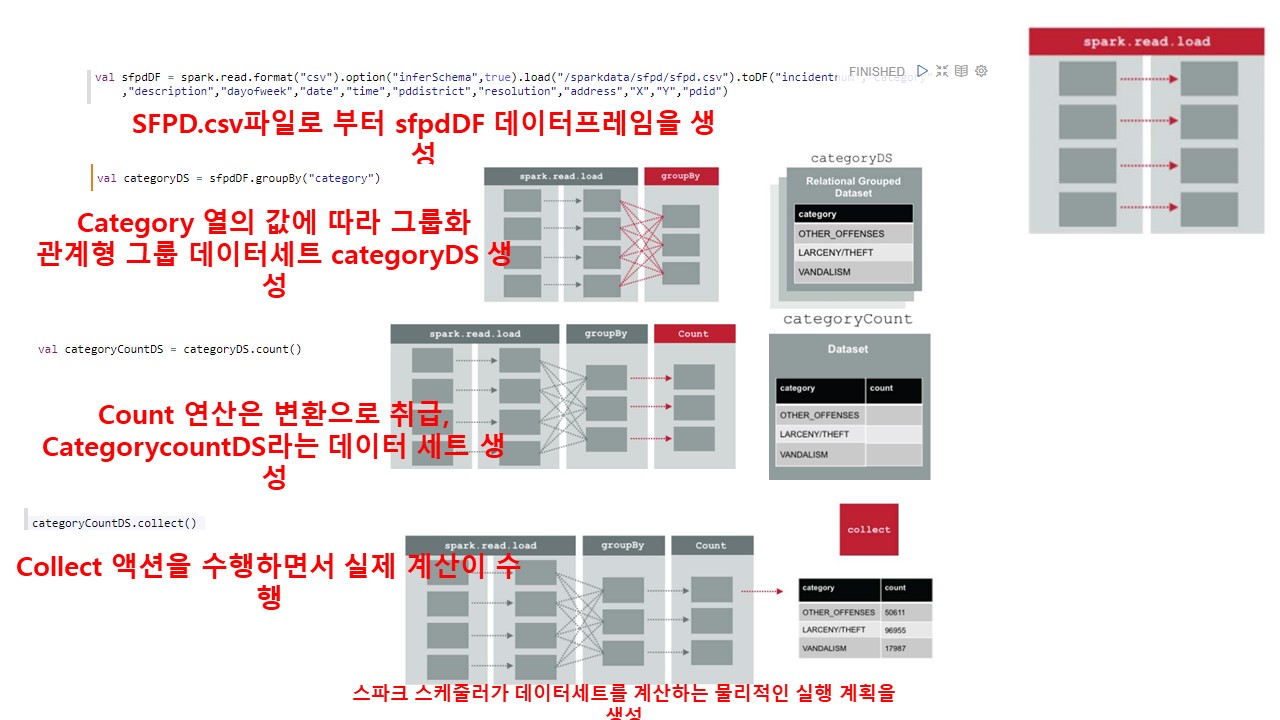 spark.read.load
FINISHED
val sfpdDF = spark.read.format("csv").option("inferSchema",true).load("/sparkdata/sfpd/sfpd.csv").toDF("incidentnum","category"
,"description","dayofweek","date","time","pddistrict","resolution","address","X","Y","pdid")
SFPD.csv파일로 부터 sfpdDF 데이터프레임을 생
성
val categoryDS = sfpdDF.groupBy("category")
Category 열의 값에 따라 그룹화
관계형 그룹 데이터세트 categoryDS 생
성
spark.read.load
groupBy
categoryDS
Relational Grouped
Dataset
category
OTHER_OFFENSES
LARCENY/THEFT
VANDALISM
val categoryCountDS = categoryDS.count()
Count 연산은 변환으로 취급,
CategorycountDS라는 데이터 세트 생
성
spark.read.load
groupBy
Count
categoryCount
Dataset
category count
OTHER_OFFENSES
LARCENY/THEFT
VANDALISM
categoryCountDS.collect()
Collect 액션을 수행하면서 실제 계산이 수
행
spark.read.load
groupBy
Count
collect
category count
OTHER_OFFENSES 50611
LARCENY/THEFT 96955
VANDALISM 17987
스파크 스케줄러가 데이터세트를 계산하는 물리적인 실행 계획을
생성